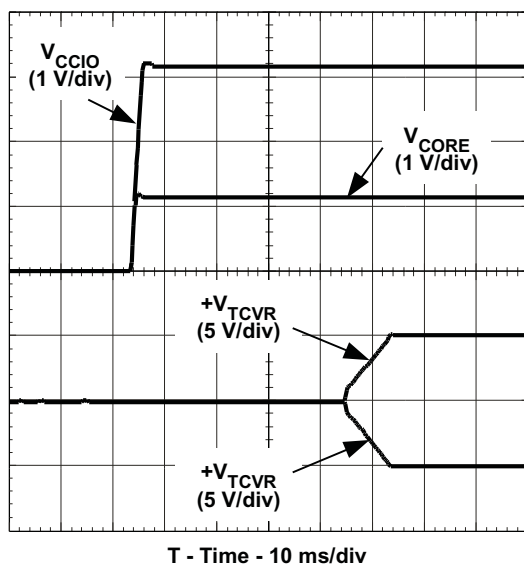 VCCIO
(1 V/div)
VCORE
(1 V/div)
+VTCVR
(5 V/div)
+VTCVR
(5 V/div)
T - Time - 10 ms/div